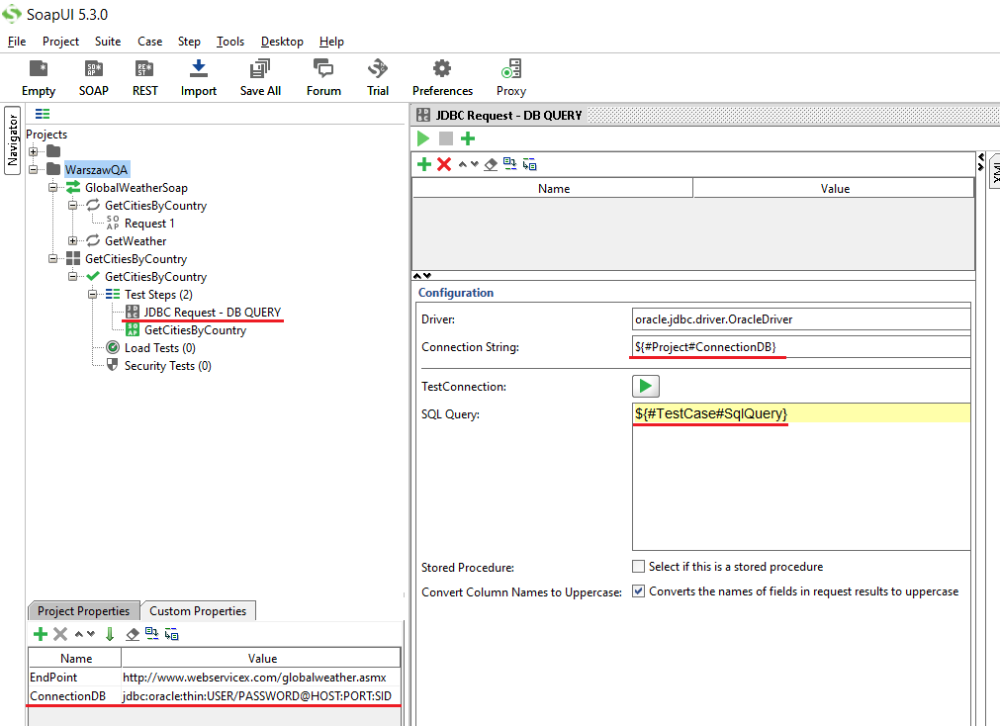 SoapUI 5.3.0
File Project Suite Case Step Tools Desktop Help
Empty SOAP REST Import Save All Forum Trial Preferences Proxy
Navigator
Projects
WarszawQA
GlobalWeatherSoap
GetCitiesByCountry
Request 1
GetWeather
GetCitiesByCountry
GetCitiesByCountry
Test Steps (2)
JDBC Request - DB QUERY
GetCitiesByCountry
Load Tests (0)
Security Tests (0)
Project Properties Custom Properties
Name Value
EndPoint http://www.webservicex.com/globalweather.asmx
ConnectionDB jdbc:oracle:thin:USER/PASSWORD@HOST:PORT:SID
JDBC Request - DB QUERY
Name Value
Configuration
Driver: oracle.jdbc.driver.OracleDriver
Connection String: ${#Project#ConnectionDB}
TestConnection:
SQL Query: ${#TestCase#SqlQuery}
Stored Procedure: Select if this is a stored procedure
Convert Column Names to Uppercase: Converts the names of fields in request results to uppercase